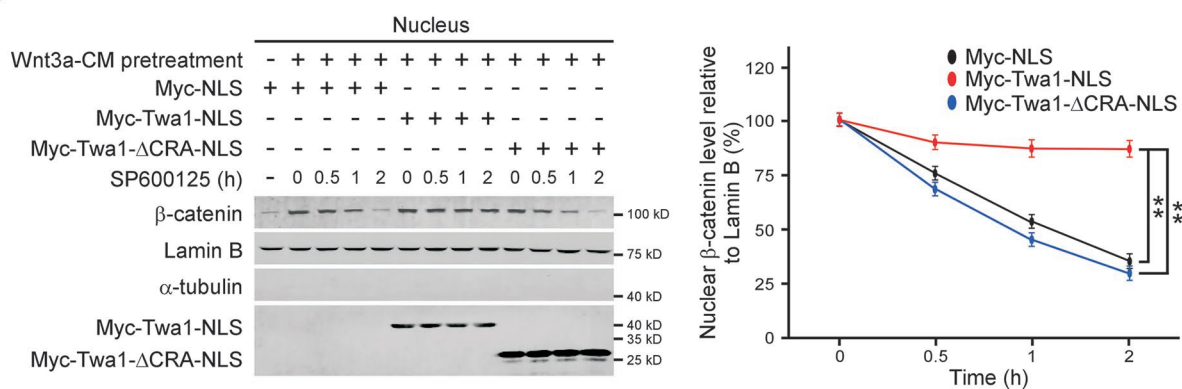 Nucleus
Wnt3a-CM pretreatment - + + + + + + + + + + + +
Myc-NLS + + + + + - - - - - - - -
Myc-Twa1-NLS - - - - - + + + + - - - -
Myc-Twa1-ΔCRA-NLS - - - - - - - - - + + + +
SP600125 (h) - 0 0.5 1 2 0 0.5 1 2 0 0.5 1 2
β-catenin
100 kD
Lamin B
75 kD
α-tubulin
40 kD
Myc-Twa1-NLS
40 kD
35 kD
Myc-Twa1-ΔCRA-NLS
25 kD
Nuclear β-catenin level relative
to Lamin B (%)
120
100
75
50
25
0
Myc-NLS
Myc-Twa1-NLS
Myc-Twa1-ΔCRA-NLS
**
**
0 0.5 1 2
Time (h)